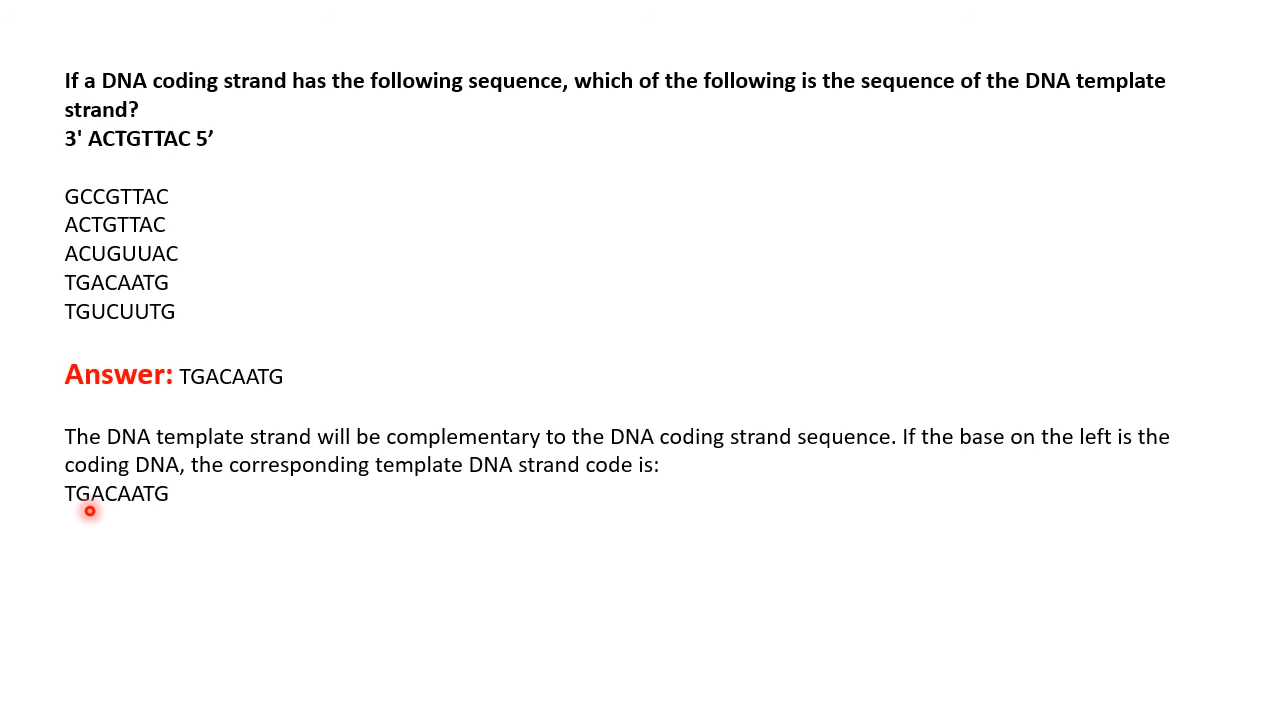 If a DNA coding strand has the following sequence, which of the following is the sequence of the DNA template
strand?
3' ACTGTTAC 5’
GCCGTTAC
ACTGTTAC
ACUGUUAC
TGACAATG
TGUCUUTG
Answer: TGACAATG
The DNA template strand will be complementary to the DNA coding strand sequence. If the base on the left is the
coding DNA, the corresponding template DNA strand code is:
TGACAATG